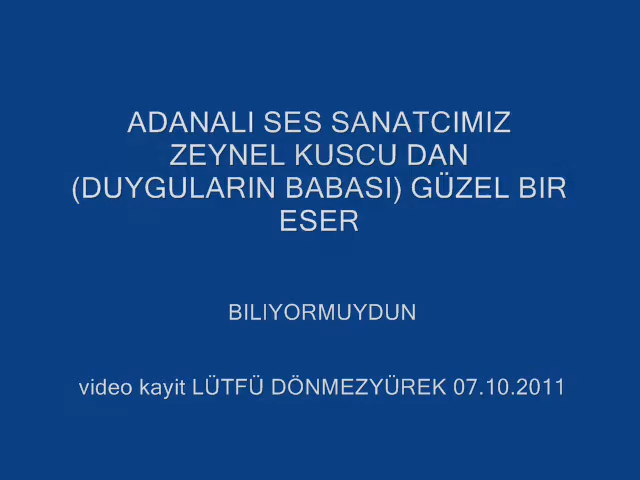 ADANALI SES SANATCIMIZ
ZEYNEL KUSCU DAN
(DUYGULARIN BABASI) GÜZEL BIR
ESER
BILIYORMUYDUN
video kayit LÜTFÜ DÖNMEZYÜREK 07.10.2011